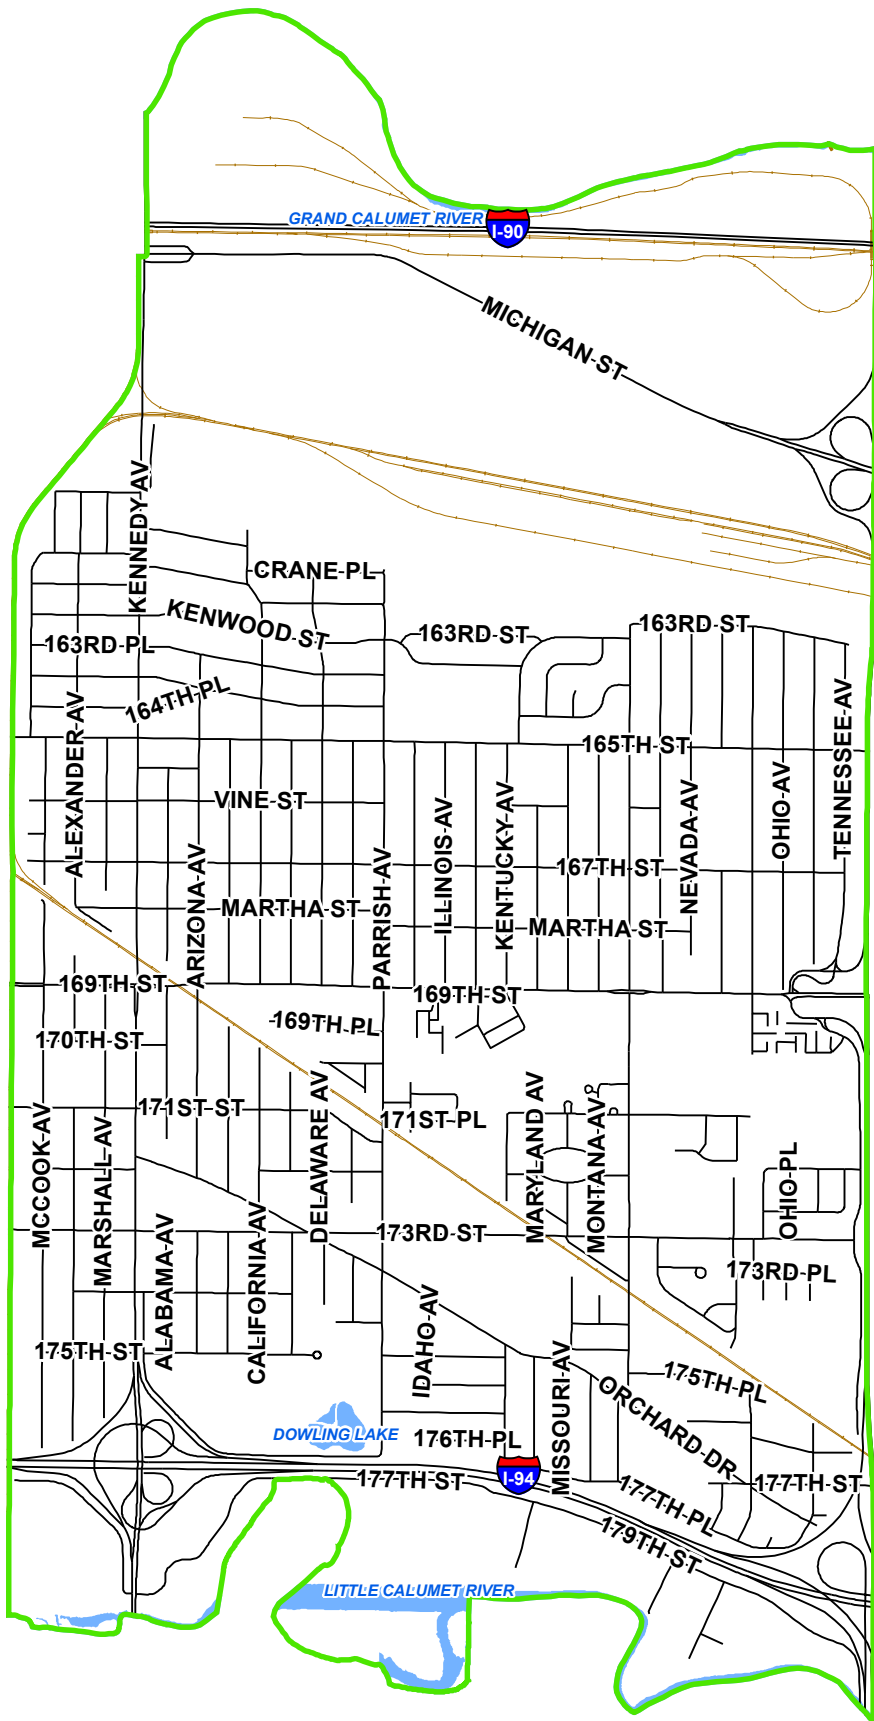 GRAND CALUMET RIVER
I-90
MICHIGAN ST
KENNEDY AV
CRANE PL
KENWOOD ST
163RD ST
163RD ST
163RD PL
164TH PL
ALEXANDER AV
TENNESSEE AV
165TH ST
VINE ST
OHIO AV
NEVADA AV
KENTUCKY AV
ILLINOIS AV
ARIZONA AV
PARRISH AV
167TH ST
MARTHA ST
MARTHA ST
169TH ST
169TH ST
169TH PL
170TH ST
171ST ST
171ST PL
DELAWARE AV
MARYLAND AV
MONTANA AV
MCCOOK AV
MARSHALL AV
OHIO PL
ALABAMA AV
CALIFORNIA AV
173RD ST
173RD PL
IDAHO AV
175TH ST
MISSOURI AV
175TH PL
ORCHARD DR
DOWLING LAKE
176TH PL
I-94
177TH ST
177TH ST
177TH PL
179TH ST
LITTLE CALUMET RIVER